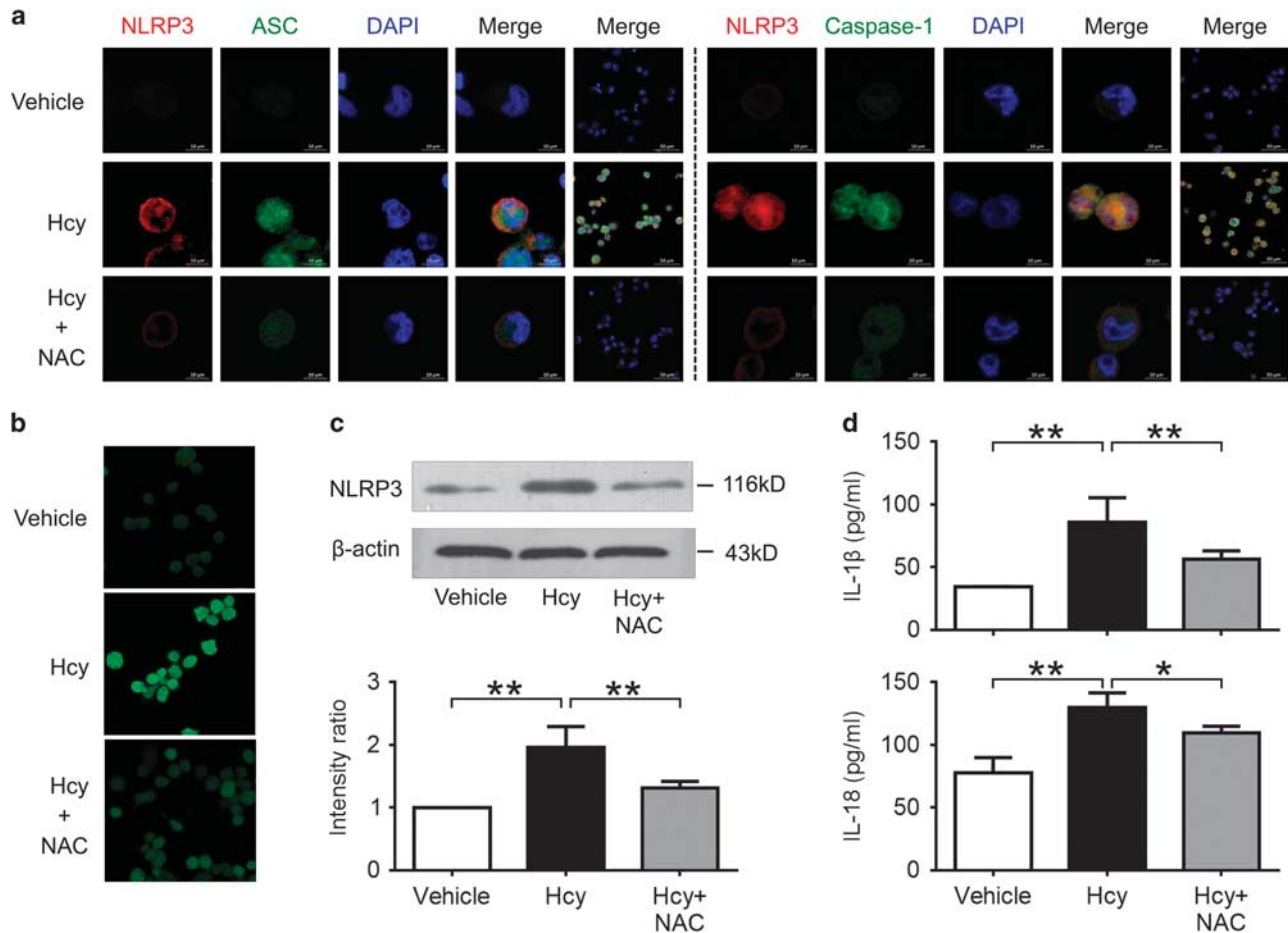 a
NLRP3 ASC DAPI Merge Merge NLRP3 Caspase-1 DAPI Merge Merge
Vehicle
Hcy
Hcy
+
NAC
b
Vehicle
Hcy
Hcy
+
NAC
c
NLRP3
116kD
β-actin
43kD
Vehicle Hcy Hcy+
NAC
Intensity ratio
3
2
1
0
** **
Vehicle Hcy Hcy+
NAC
d
IL-1β (pg/ml)
150
100
50
0
** **
IL-18 (pg/ml)
150
100
50
0
** *
Vehicle Hcy Hcy+
NAC